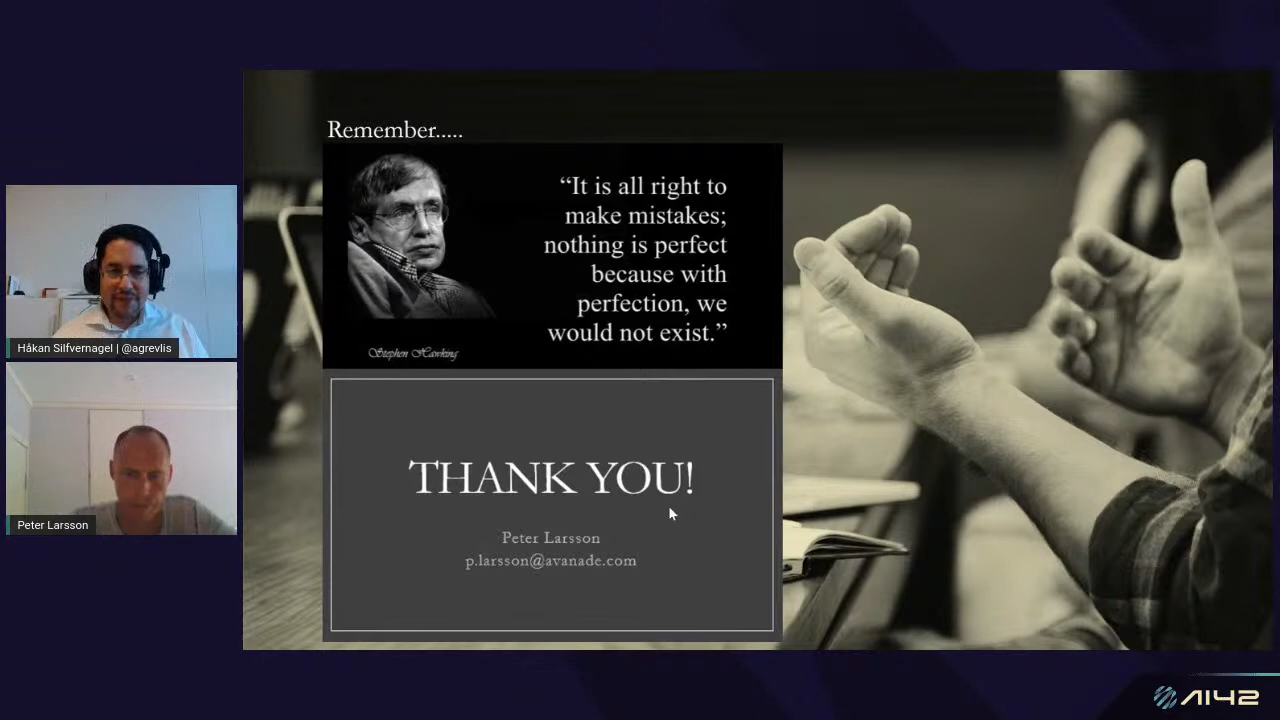 Remember.....
“It is all right to
make mistakes;
nothing is perfect
because with
perfection, we
would not exist.”
Stephen Hawking
THANK YOU!
Peter Larsson
p.larsson@avanade.com
Håkan Silfvernagel | @agrevlis
Peter Larsson
AI42